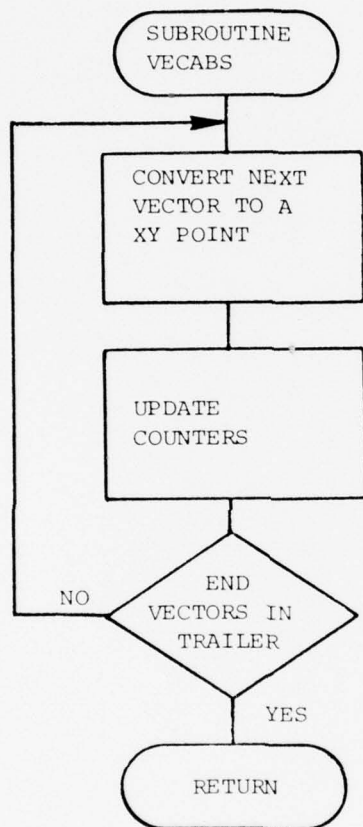 SUBROUTINE
VECABS
CONVERT NEXT
VECTOR TO A
XY POINT
UPDATE
COUNTERS
END
VECTORS IN
TRAILER
NO
YES
RETURN